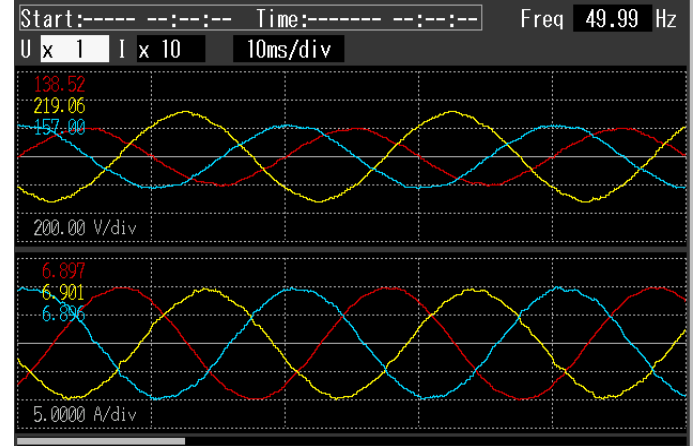 Start:----- --:--:-- Time:------- --:--:-- Freq 49.99 Hz
U x 1 I x 10 10ms/div
138.52
219.06
157.00
200.00 V/div
6.897
6.901
6.896
5.0000 A/div